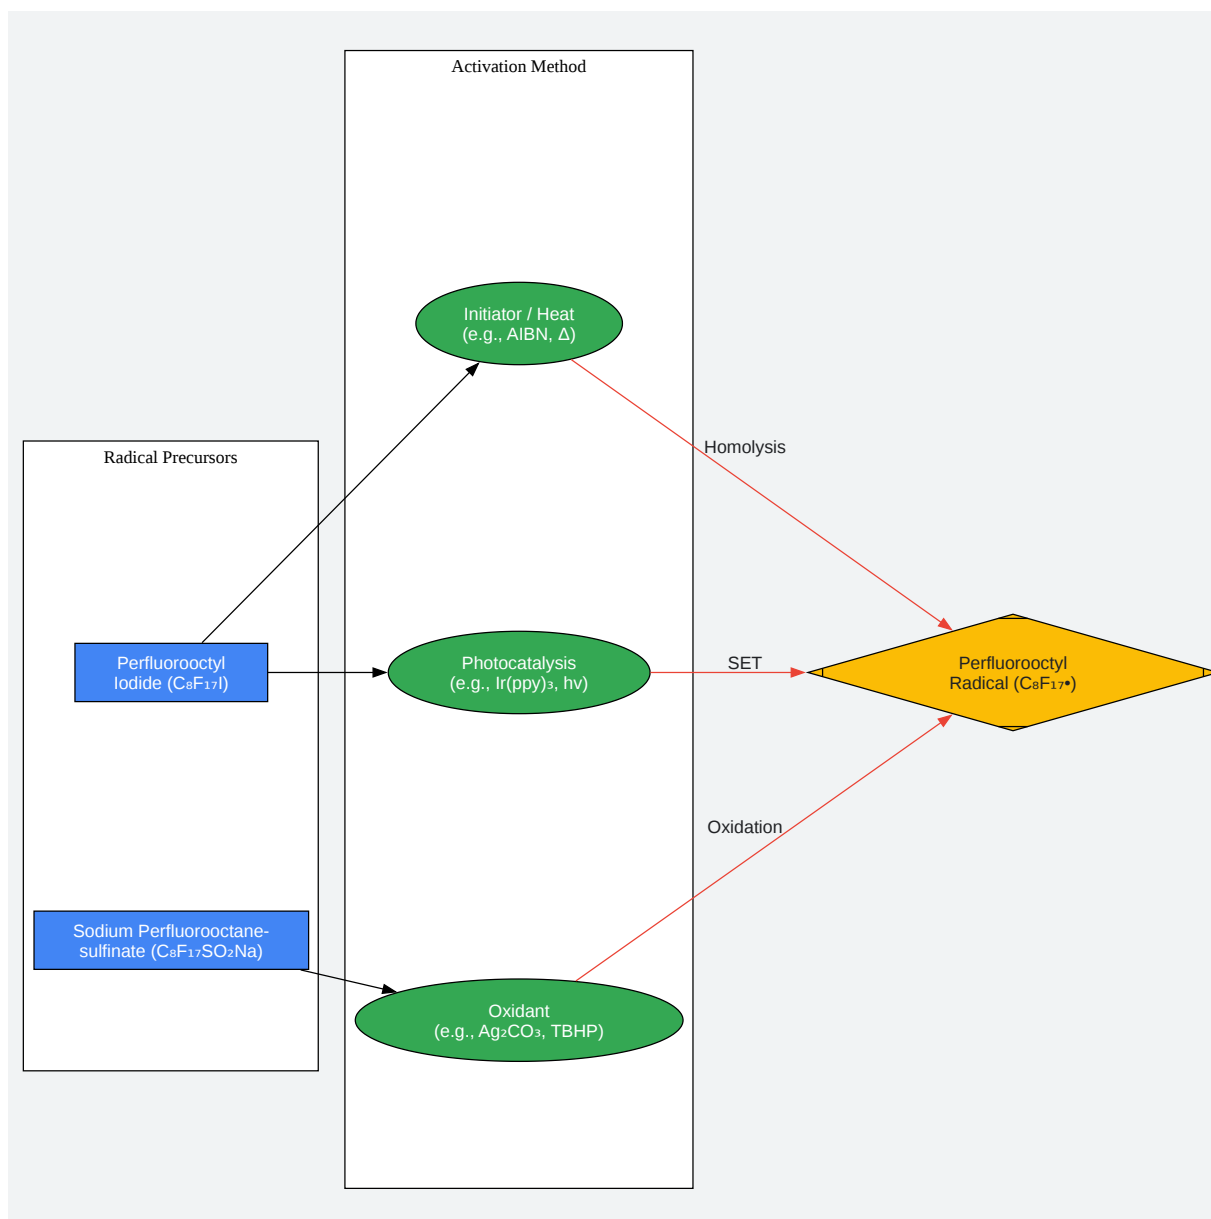 Activation Method
Initiator / Heat
(e.g., AIBN, Δ)
Homolysis
Radical Precursors
Perfluorooctyl
Iodide (C₈F₁₇I)
Photocatalysis
(e.g., Ir(ppy)₃, hv)
SET
Perfluorooctyl
Radical (C₈F₁₇•)
Oxidation
Sodium Perfluorooctane-
sulfinate (C₈F₁₇SO₂Na)
Oxidant
(e.g., Ag₂CO₃, TBHP)